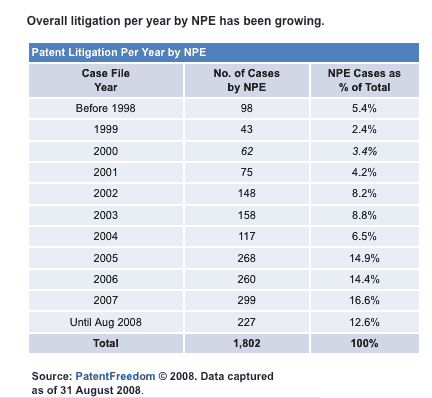 Overall litigation per year by NPE has been growing.
Patent Litigation Per Year by NPE
Case File Year No. of Cases by NPE NPE Cases as % of Total
Before 1998 98 5.4%
1999 43 2.4%
2000 62 3.4%
2001 75 4.2%
2002 148 8.2%
2003 158 8.8%
2004 117 6.5%
2005 268 14.9%
2006 260 14.4%
2007 299 16.6%
Until Aug 2008 227 12.6%
Total 1,802 100%
Source: PatentFreedom © 2008. Data captured
as of 31 August 2008.